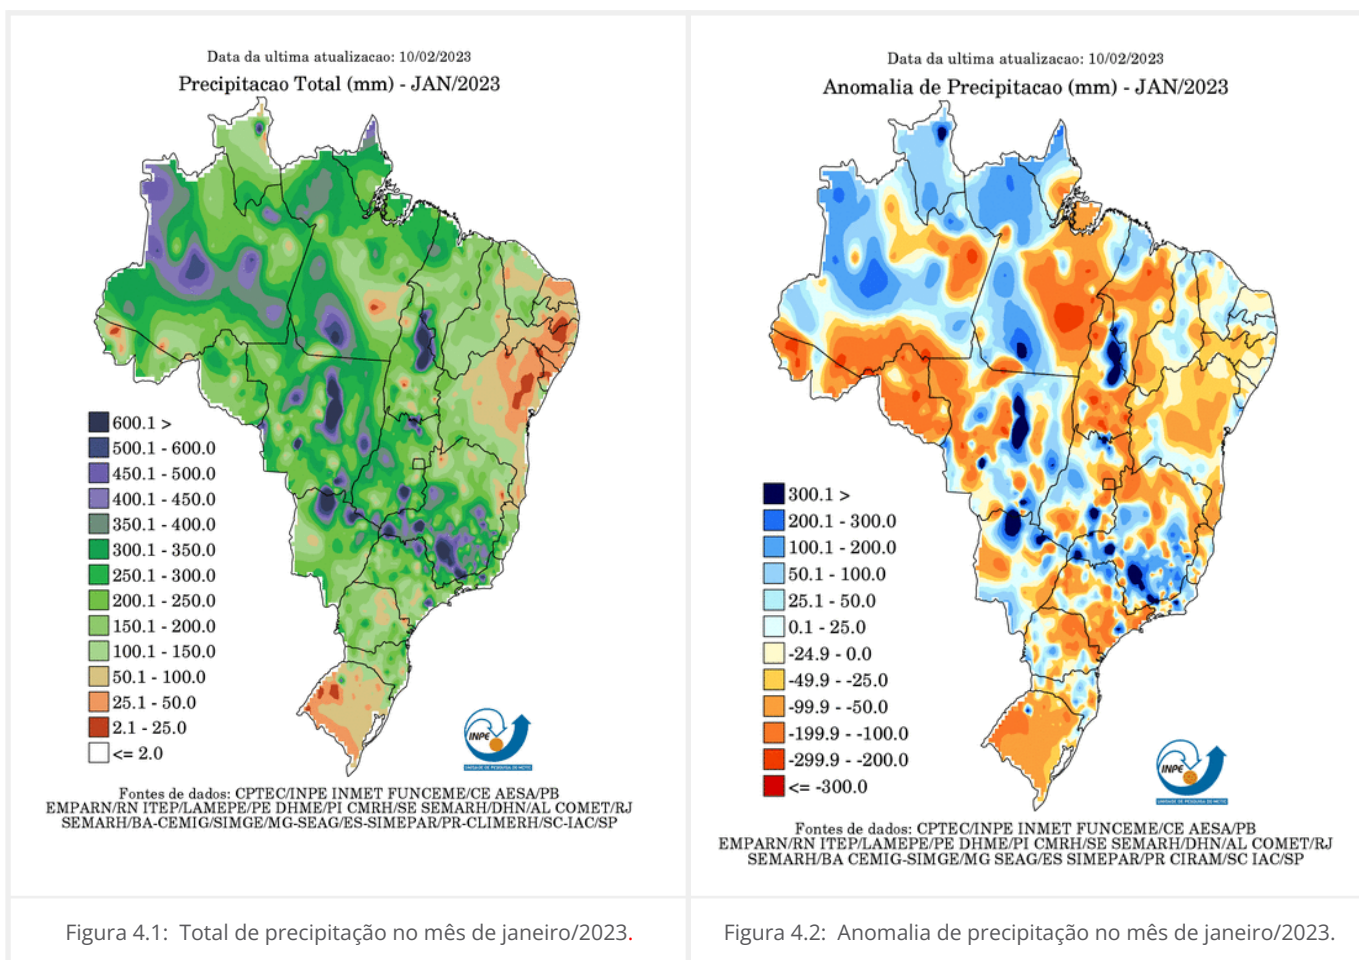 Data da ultima atualizacao: 10/02/2023
Precipitacao Total (mm) - JAN/2023
600.1 >
500.1 - 600.0
450.1 - 500.0
400.1 - 450.0
350.1 - 400.0
300.1 - 350.0
250.1 - 300.0
200.1 - 250.0
150.1 - 200.0
100.1 - 150.0
50.1 - 100.0
25.1 - 50.0
2.1 - 25.0
<= 2.0
INPE
UNIDADE DE PESQUISA DO MCTIC
Fontes de dados: CPTEC/INPE INMET FUNCEME/CE AESA/PB
EMPARN/RN ITEP/LAMEPE/PE DHME/PI CMRH/SE SEMARH/DHN/AL COMET/RJ
SEMARH/BA-CEMIG/SIMGE/MG-SEAG/ES-SIMEPAR/PR-CLIMERH/SC-IAC/SP
Figura 4.1: Total de precipitação no mês de janeiro/2023.
Data da ultima atualizacao: 10/02/2023
Anomalia de Precipitacao (mm) - JAN/2023
300.1 >
200.1 - 300.0
100.1 - 200.0
50.1 - 100.0
25.1 - 50.0
0.1 - 25.0
-24.9 - 0.0
-49.9 - -25.0
-99.9 - -50.0
-199.9 - -100.0
-299.9 - -200.0
<= -300.0
INPE
UNIDADE DE PESQUISA DO MCTIC
Fontes de dados: CPTEC/INPE INMET FUNCEME/CE AESA/PB
EMPARN/RN ITEP/LAMEPE/PE DHME/PI CMRH/SE SEMARH/DHN/AL COMET/RJ
SEMARH/BA CEMIG-SIMGE/MG SEAG/ES SIMEPAR/PR CIRAM/SC IAC/SP
Figura 4.2: Anomalia de precipitação no mês de janeiro/2023.